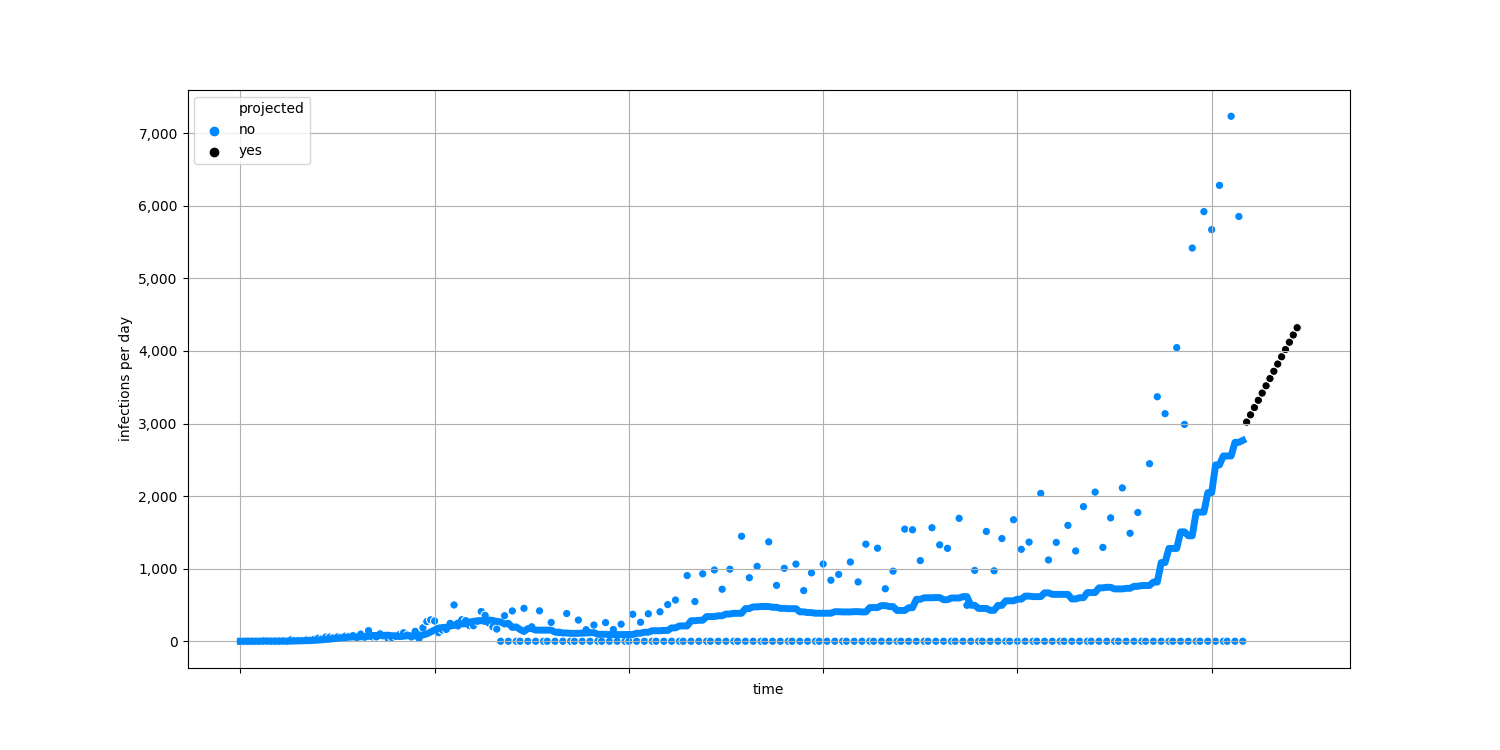 projected
no
yes
7,000
6,000
5,000
4,000
3,000
2,000
1,000
0
infections per day
time